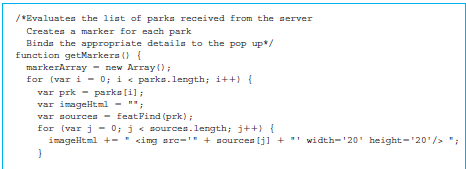 /*Evaluates the list of parks received from the server
Creates a marker for each park
Binds the appropriate details to the pop up*/
function getMarkers() {
markerArray = new Array();
for (var i = 0; i < parks.length; i++) {
var prk = parks[i];
var imageHtml = "";
var sources = featFind(prk);
for (var j = 0; j < sources.length; j++) {
imageHtml += " <img src='" + sources[j] + "' width='20' height='20'/> ";
}